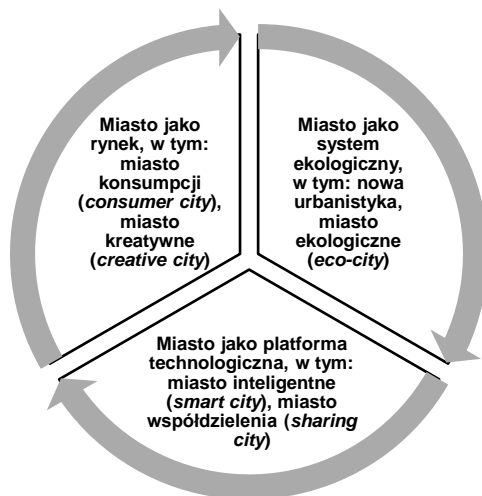 Miasto jako
rynek, w tym:
miasto
konsumpcji
(consumer city),
miasto
kreatywne
(creative city)
Miasto jako
system
ekologiczny,
w tym: nowa
urbanistyka,
miasto
ekologiczne
(eco-city)
Miasto jako platforma
technologiczna, w tym:
miasto inteligentne
(smart city), miasto
współdzielenia (sharing
city)